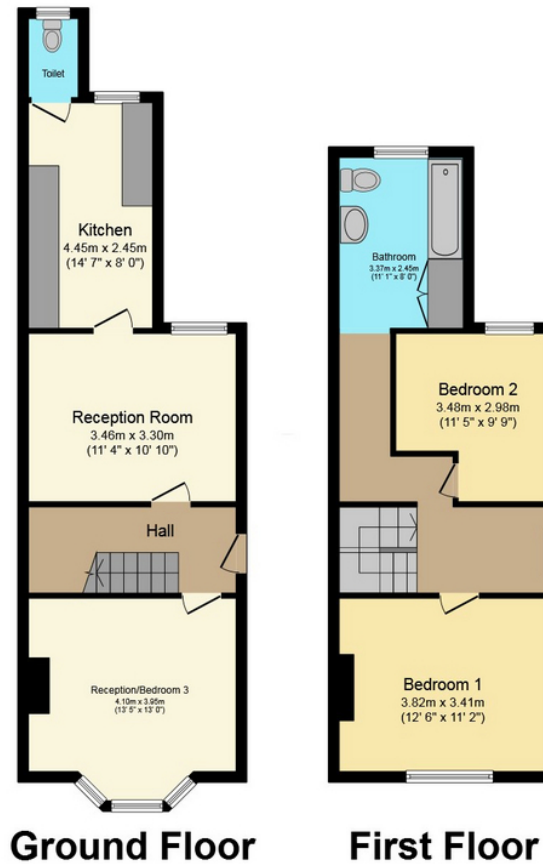 Toilet
Kitchen
4.45m x 2.45m
(14' 7" x 8' 0")
Reception Room
3.46m x 3.30m
(11' 4" x 10' 10")
Hall
Reception/Bedroom 3
4.10m x 3.95m
(13' 5" x 13' 0")
Ground Floor
Bathroom
3.37m x 2.45m
(11' 1" x 8' 0")
Bedroom 2
3.48m x 2.98m
(11' 5" x 9' 9")
Bedroom 1
3.82m x 3.41m
(12' 6" x 11' 2")
First Floor